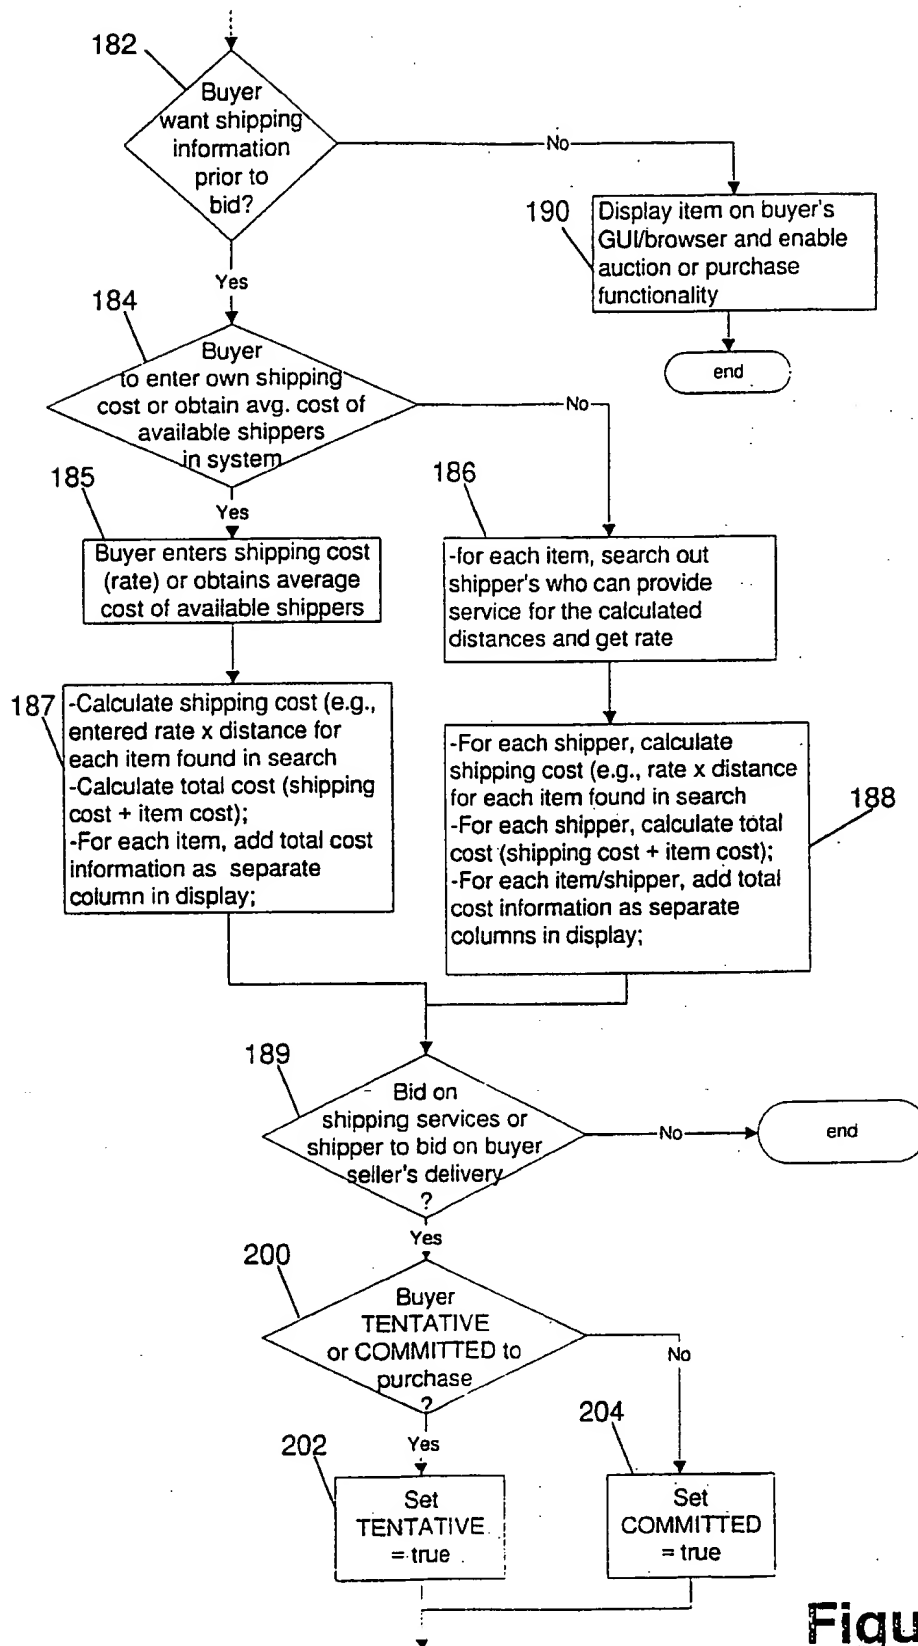 182
Buyer
want shipping
information
prior to
bid?
No
190
Display item on buyer's
GUI/browser and enable
auction or purchase
functionality
Yes
184
end
Buyer
to enter own shipping
cost or obtain avg. cost of
available shippers
in system
No
185
Yes
186
Buyer enters shipping cost
(rate) or obtains average
cost of available shippers
-for each item, search out
shipper's who can provide
service for the calculated
distances and get rate
187
-Calculate shipping cost (e.g.,
entered rate x distance for
each item found in search
-Calculate total cost (shipping
cost + item cost);
-For each item, add total cost
information as separate
column in display;
188
-For each shipper, calculate
shipping cost (e.g., rate x distance
for each item found in search
-For each shipper, calculate total
cost (shipping cost + item cost);
-For each item/shipper, add total
cost information as separate
columns in display;
189
Bid on
shipping services or
shipper to bid on buyer
seller's delivery
?
No
end
Yes
200
Buyer
TENTATIVE
or COMMITTED to
purchase
?
No
Yes
202
204
Set
TENTATIVE
= true
Set
COMMITTED
= true
Figu